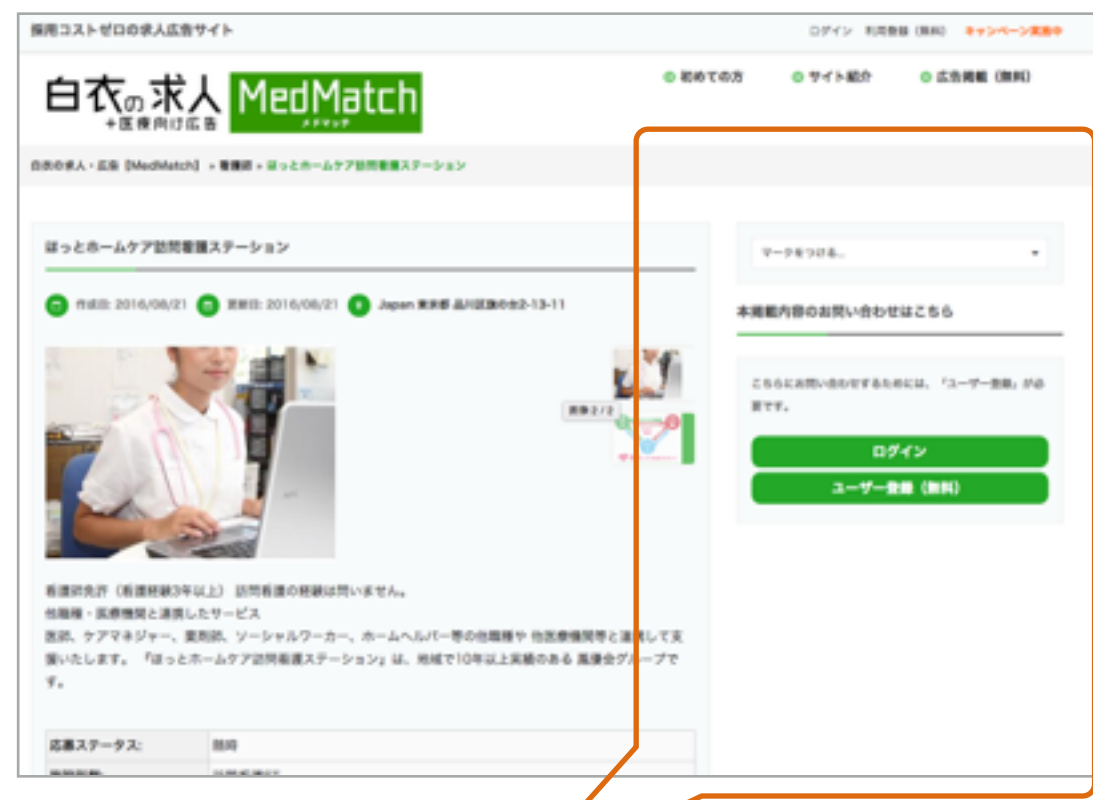 採用コストゼロの求人広告サイト
ログイン 利用登録（無料） キャンペーン実施中
白衣の求人 MedMatch
+医療向け広告 メドマッチ
初めての方 サイト紹介 広告掲載（無料）
白衣の求人・広告【MedMatch】 » 看護師 » ほっとホームケア訪問看護ステーション
ほっとホームケア訪問看護ステーション
作成日: 2016/08/21 更新日: 2016/08/21 Japan 東京都 品川区旗の台2-13-11
画像 2 / 2
看護師免許（看護経験3年以上） 訪問看護の経験は問いません。
他職種・医療機関と連携したサービス
医師、ケアマネジャー、薬剤師、ソーシャルワーカー、ホームヘルパー等の他職種や 他医療機関等と連携して支
援いたします。 「ほっとホームケア訪問看護ステーション」は、地域で10年以上実績のある グループで
す。
応募ステータス: 随時
マークをつける...
本掲載内容のお問い合わせはこちら
こちらにお問い合わせするためには、「ユーザー登録」が必
要です。
ログイン
ユーザー登録（無料）